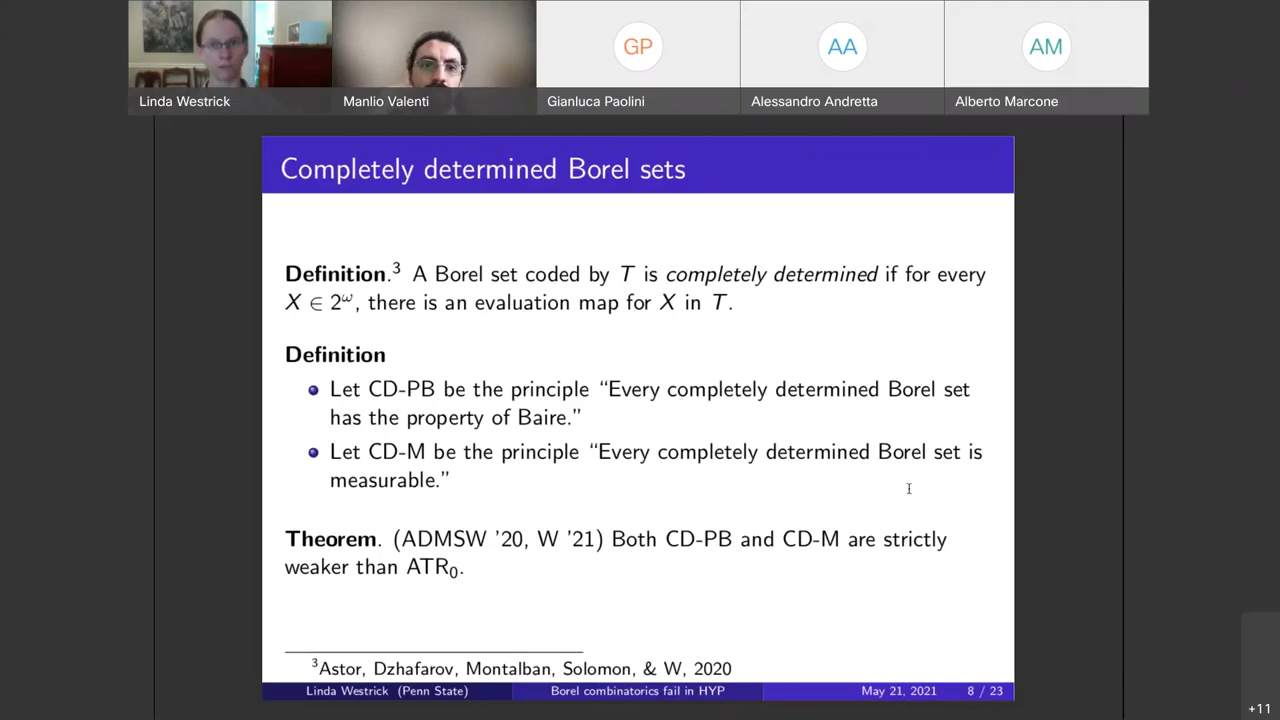 GP
AA
AM
Linda Westrick
Manlio Valenti
Gianluca Paolini
Alessandro Andretta
Alberto Marcone
Completely determined Borel sets
Definition.³ A Borel set coded by T is completely determined if for every
X ∈ 2^ω, there is an evaluation map for X in T.
Definition
Let CD-PB be the principle “Every completely determined Borel set
has the property of Baire.”
Let CD-M be the principle “Every completely determined Borel set is
measurable.”
Theorem. (ADMSW '20, W '21) Both CD-PB and CD-M are strictly
weaker than ATR₀.
³Astor, Dzhafarov, Montalban, Solomon, & W, 2020
Linda Westrick (Penn State) Borel combinatorics fail in HYP May 21, 2021 8 / 23
+11